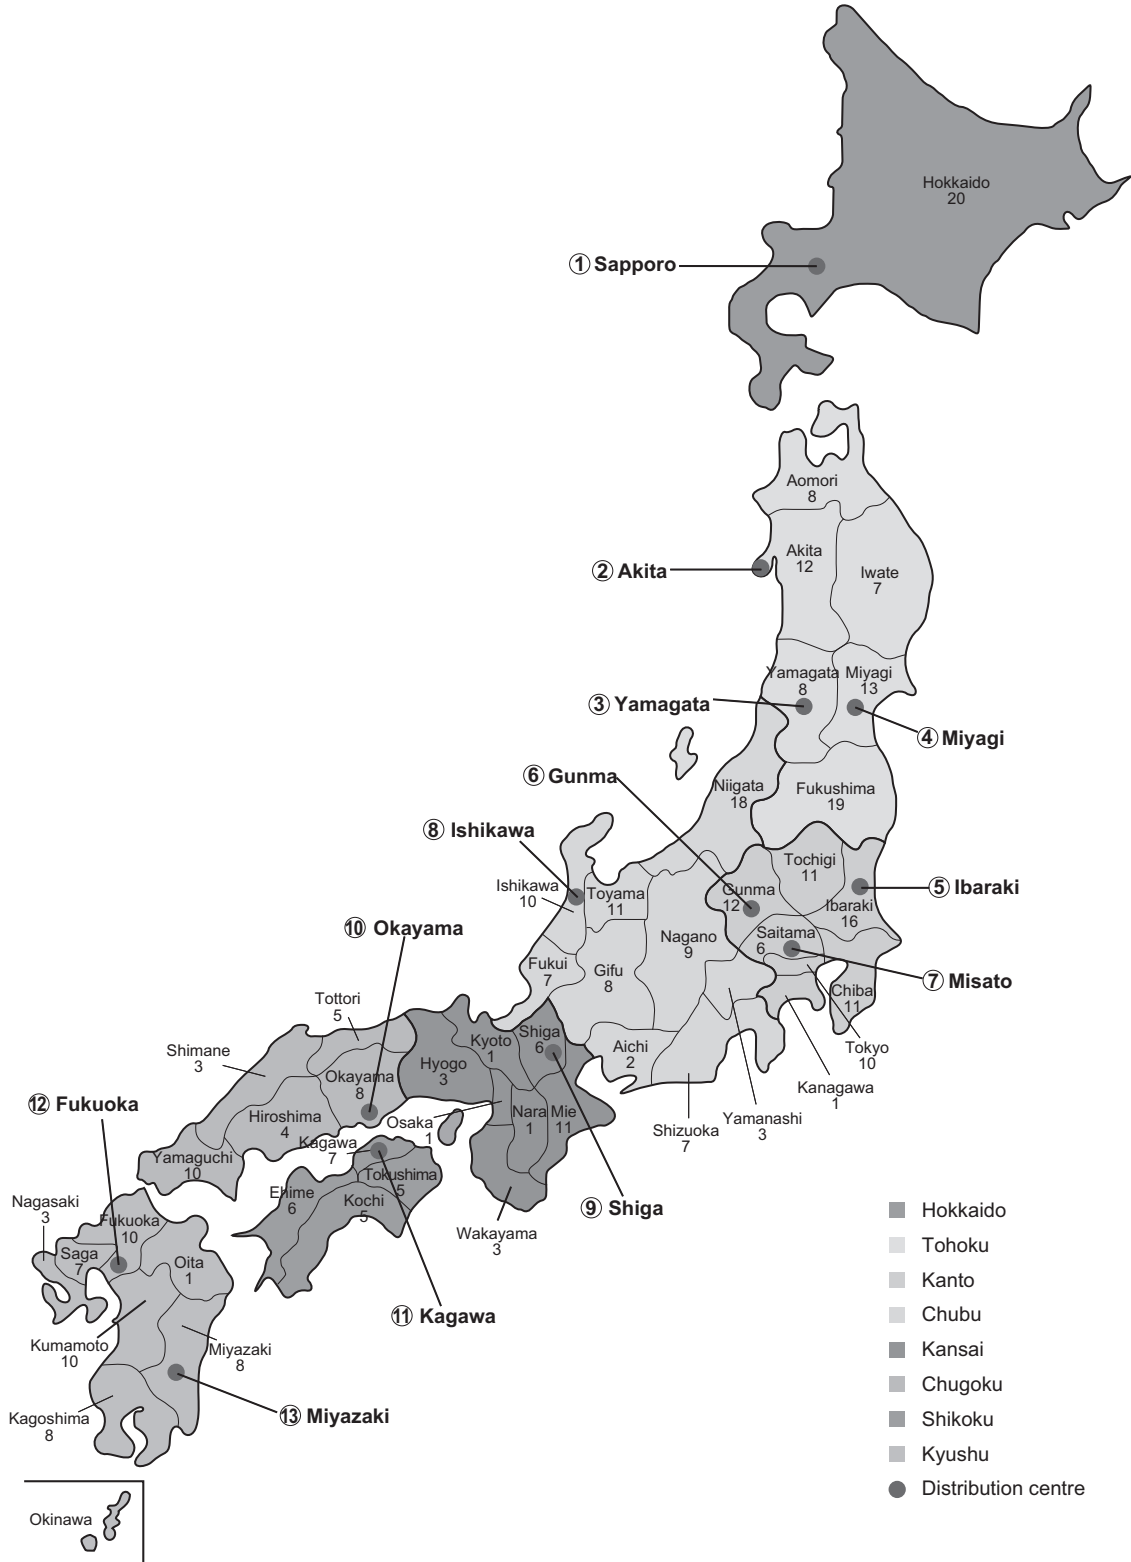 Hokkaido
20
① Sapporo
Aomori
8
Akita
12
② Akita
Iwate
7
Yamagata
8
Miyagi
13
③ Yamagata
④ Miyagi
⑥ Gunma
Niigata
18
Fukushima
19
⑧ Ishikawa
Tochigi
11
Ishikawa
10
Toyama
11
Gunma
12
⑤ Ibaraki
Ibaraki
16
⑩ Okayama
Nagano
9
Saitama
6
Fukui
7
Gifu
8
⑦ Misato
Chiba
11
Tottori
5
Shimane
3
Kyoto
1
Shiga
6
Aichi
2
Tokyo
10
Hyogo
3
Okayama
8
Kanagawa
1
⑫ Fukuoka
Hiroshima
4
Osaka
1
Nara
1
Mie
11
Yamanashi
3
Shizuoka
7
Kagawa
7
Yamaguchi
10
Tokushima
5
Ehime
6
Kochi
5
Nagasaki
3
Fukuoka
10
⑨ Shiga
Wakayama
3
Saga
7
Oita
1
⑪ Kagawa
Kumamoto
10
Miyazaki
8
Kagoshima
8
⑬ Miyazaki
Okinawa
Hokkaido
Tohoku
Kanto
Chubu
Kansai
Chugoku
Shikoku
Kyushu
Distribution centre